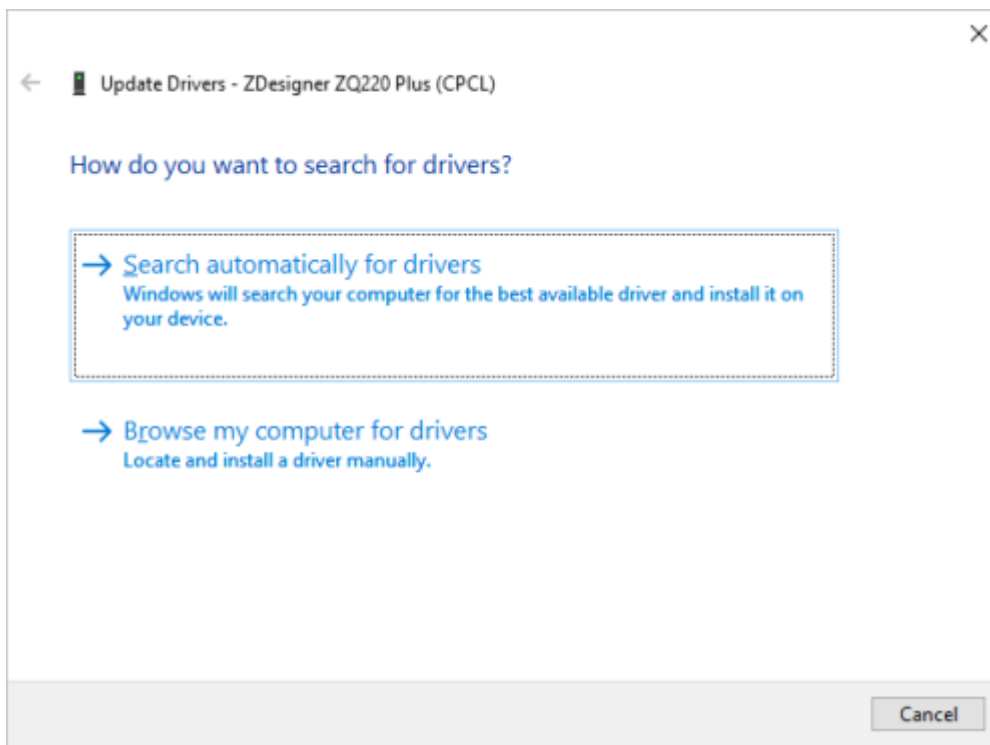 Update Drivers - ZDesigner ZQ220 Plus (CPCL)
How do you want to search for drivers?
Search automatically for drivers
Windows will search your computer for the best available driver and install it on
your device.
Browse my computer for drivers
Locate and install a driver manually.
Cancel